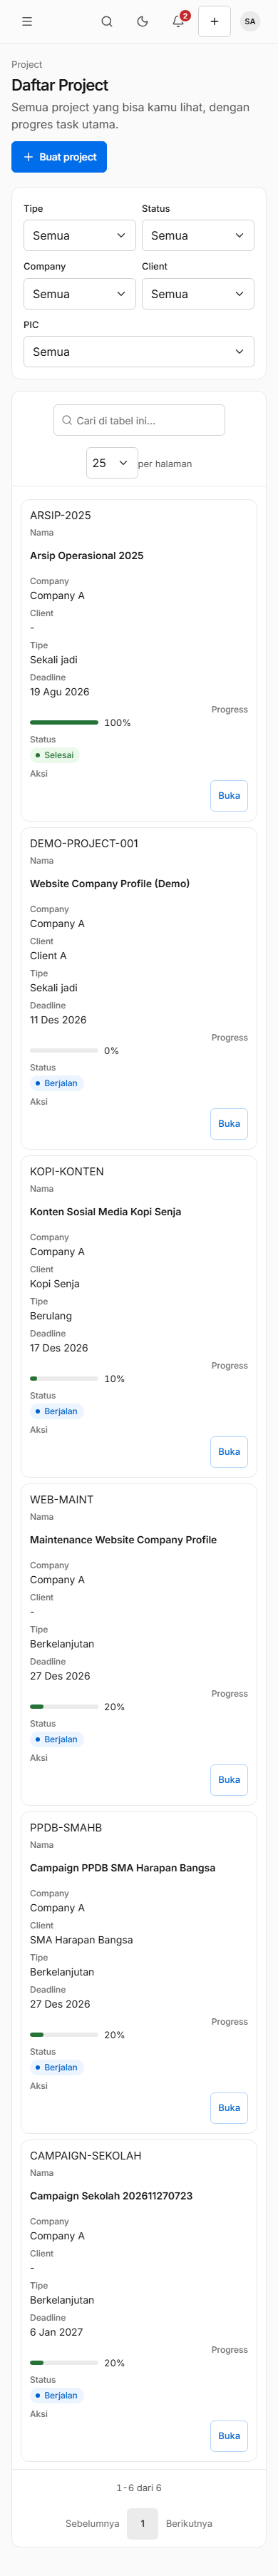 2
SA
Project
Daftar Project
Semua project yang bisa kamu lihat, dengan
progres task utama.
Buat project
Tipe
Status
Semua
Semua
Company
Client
Semua
Semua
PIC
Semua
Cari di tabel ini...
25
per halaman
ARSIP-2025
Nama
Arsip Operasional 2025
Company
Company A
Client
-
Tipe
Sekali jadi
Deadline
19 Agu 2026
Progress
100%
Status
Selesai
Aksi
Buka
DEMO-PROJECT-001
Nama
Website Company Profile (Demo)
Company
Company A
Client
Client A
Tipe
Sekali jadi
Deadline
11 Des 2026
Progress
0%
Status
Berjalan
Aksi
Buka
KOPI-KONTEN
Nama
Konten Sosial Media Kopi Senja
Company
Company A
Client
Kopi Senja
Tipe
Berulang
Deadline
17 Des 2026
Progress
10%
Status
Berjalan
Aksi
Buka
WEB-MAINT
Nama
Maintenance Website Company Profile
Company
Company A
Client
-
Tipe
Berkelanjutan
Deadline
27 Des 2026
Progress
20%
Status
Berjalan
Aksi
Buka
PPDB-SMAHB
Nama
Campaign PPDB SMA Harapan Bangsa
Company
Company A
Client
SMA Harapan Bangsa
Tipe
Berkelanjutan
Deadline
27 Des 2026
Progress
20%
Status
Berjalan
Aksi
Buka
CAMPAIGN-SEKOLAH
Nama
Campaign Sekolah 202611270723
Company
Company A
Client
-
Tipe
Berkelanjutan
Deadline
6 Jan 2027
Progress
20%
Status
Berjalan
Aksi
Buka
1-6 dari 6
Sebelumnya
1
Berikutnya